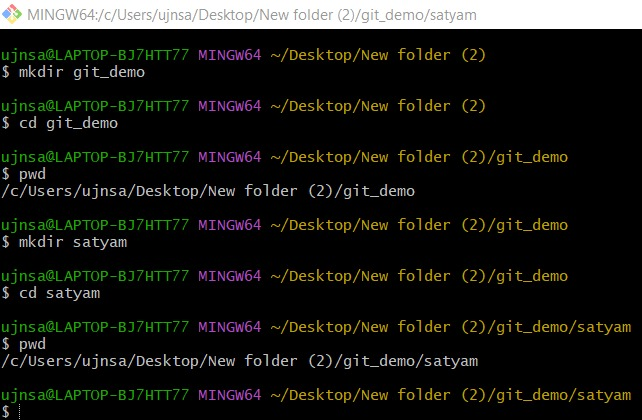 MINGW64:/c/Users/ujnsa/Desktop/New folder (2)/git_demo/satyam
ujnsa@LAPTOP-BJ7HTT77 MINGW64 ~/Desktop/New folder (2)
$ mkdir git_demo
ujnsa@LAPTOP-BJ7HTT77 MINGW64 ~/Desktop/New folder (2)
$ cd git_demo
ujnsa@LAPTOP-BJ7HTT77 MINGW64 ~/Desktop/New folder (2)/git_demo
$ pwd
/c/Users/ujnsa/Desktop/New folder (2)/git_demo
ujnsa@LAPTOP-BJ7HTT77 MINGW64 ~/Desktop/New folder (2)/git_demo
$ mkdir satyam
ujnsa@LAPTOP-BJ7HTT77 MINGW64 ~/Desktop/New folder (2)/git_demo
$ cd satyam
ujnsa@LAPTOP-BJ7HTT77 MINGW64 ~/Desktop/New folder (2)/git_demo/satyam
$ pwd
/c/Users/ujnsa/Desktop/New folder (2)/git_demo/satyam
ujnsa@LAPTOP-BJ7HTT77 MINGW64 ~/Desktop/New folder (2)/git_demo/satyam
$